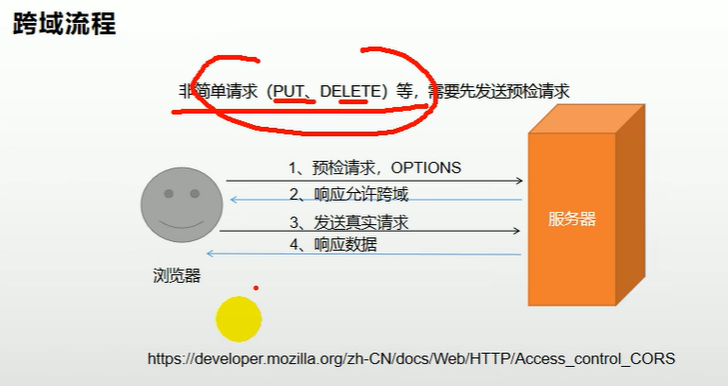 跨域流程
非简单请求（PUT、DELETE）等，需要先发送预检请求
1、预检请求，OPTIONS
2、响应允许跨域
3、发送真实请求
4、响应数据
服务器
浏览器
https://developer.mozilla.org/zh-CN/docs/Web/HTTP/Access_control_CORS